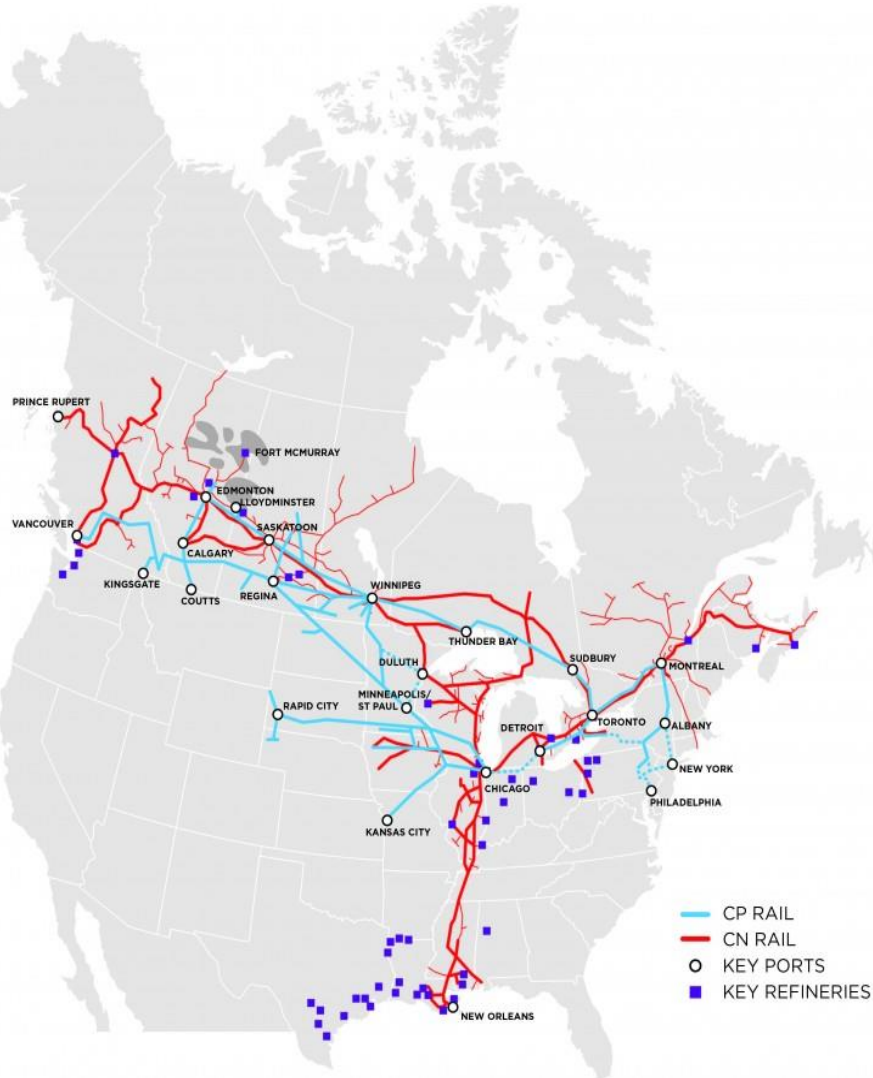 PRINCE RUPERT
FORT MCMURRAY
EDMONTON
LLOYDMINSTER
VANCOUVER
SASKATOON
CALGARY
KINGSGATE
COUTTS
REGINA
WINNIPEG
THUNDER BAY
SUDBURY
MONTREAL
DULUTH
MINNEAPOLIS/
ST PAUL
RAPID CITY
DETROIT
TORONTO
ALBANY
NEW YORK
CHICAGO
PHILADELPHIA
KANSAS CITY
NEW ORLEANS
CP RAIL
CN RAIL
KEY PORTS
KEY REFINERIES